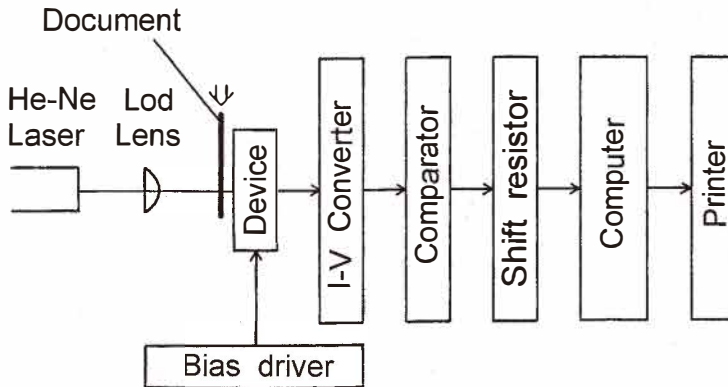 Document
He-Ne
Laser
Lod
Lens
Device
I-V Converter
Comparator
Shift resistor
Computer
Printer
Bias driver